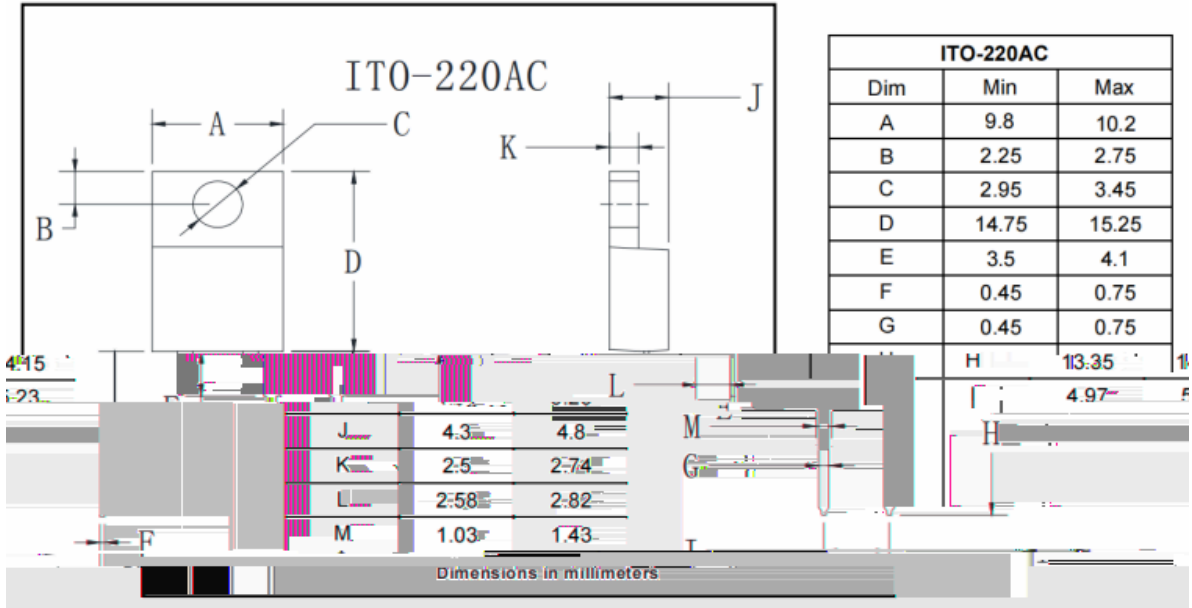 ITO-220AC
A
C
J
K
B
D
ITO-220AC
Dim Min Max
A 9.8 10.2
B 2.25 2.75
C 2.95 3.45
D 14.75 15.25
E 3.5 4.1
F 0.45 0.75
G 0.45 0.75
H 13.35
4.97
L
M
G
H
F
J 4.3 4.8
K 2.5 2.74
L 2.58 2.82
M 1.03 1.43
Dimensions in millimeters